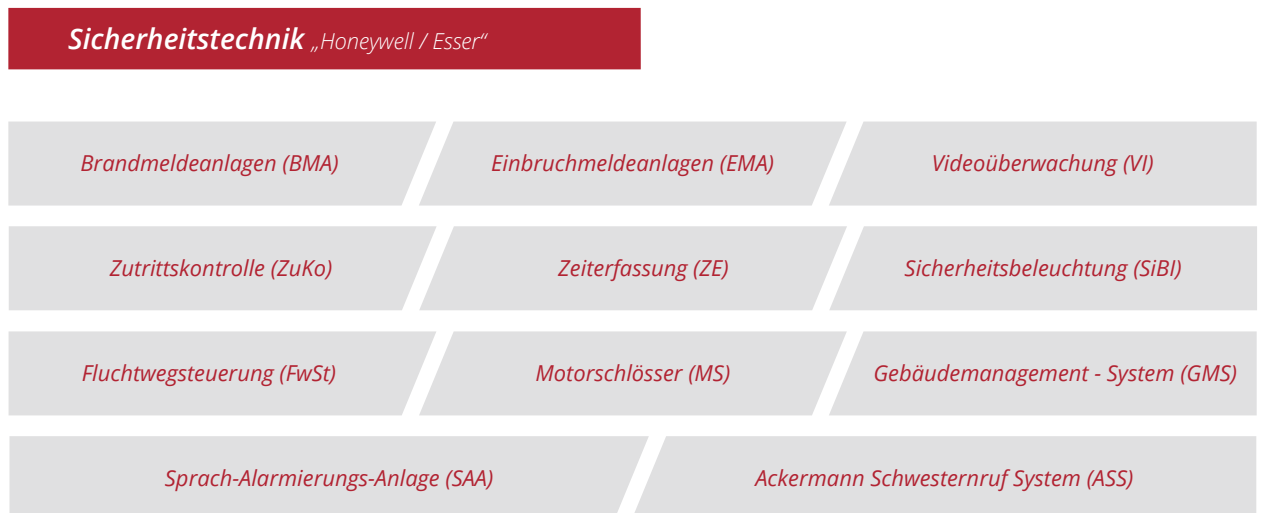 Sicherheitstechnik „Honeywell / Esser“
Brandmeldeanlagen (BMA)
Einbruchmeldeanlagen (EMA)
Videoüberwachung (VI)
Zutrittskontrolle (ZuKo)
Zeiterfassung (ZE)
Sicherheitsbeleuchtung (SiBI)
Fluchtwegsteuerung (FwSt)
Motorschlösser (MS)
Gebäudemanagement - System (GMS)
Sprach-Alarmierungs-Anlage (SAA)
Ackermann Schwesternruf System (ASS)